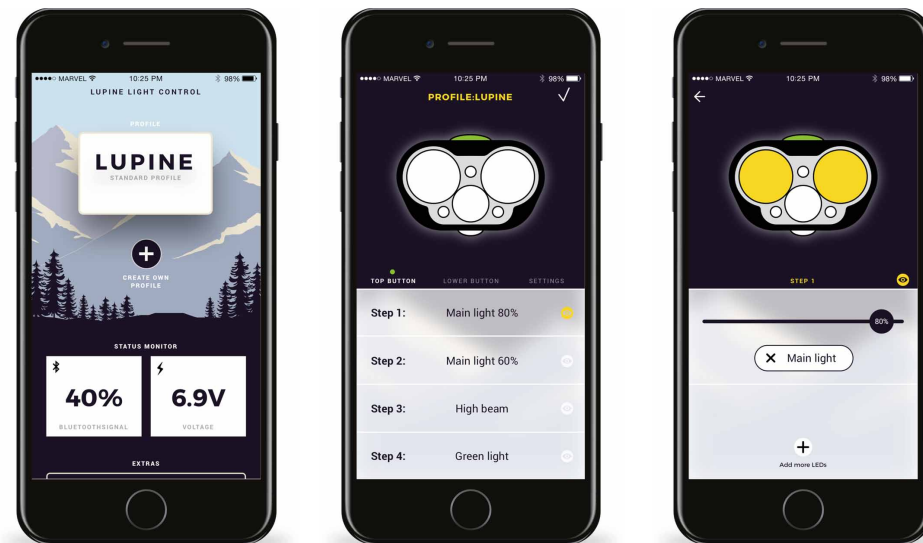 MARVEL 10:25 PM 98%
LUPINE LIGHT CONTROL
PROFILE
LUPINE
STANDARD PROFILE
CREATE OWN
PROFILE
STATUS MONITOR
40%
BLUETOOTHSIGNAL
6.9V
VOLTAGE
EXTRAS
MARVEL 10:25 PM 98%
PROFILE:LUPINE
TOP BUTTON LOWER BUTTON SETTINGS
Step 1: Main light 80%
Step 2: Main light 60%
Step 3: High beam
Step 4: Green light
MARVEL 10:25 PM 98%
STEP 1
80%
Main light
Add more LEDs